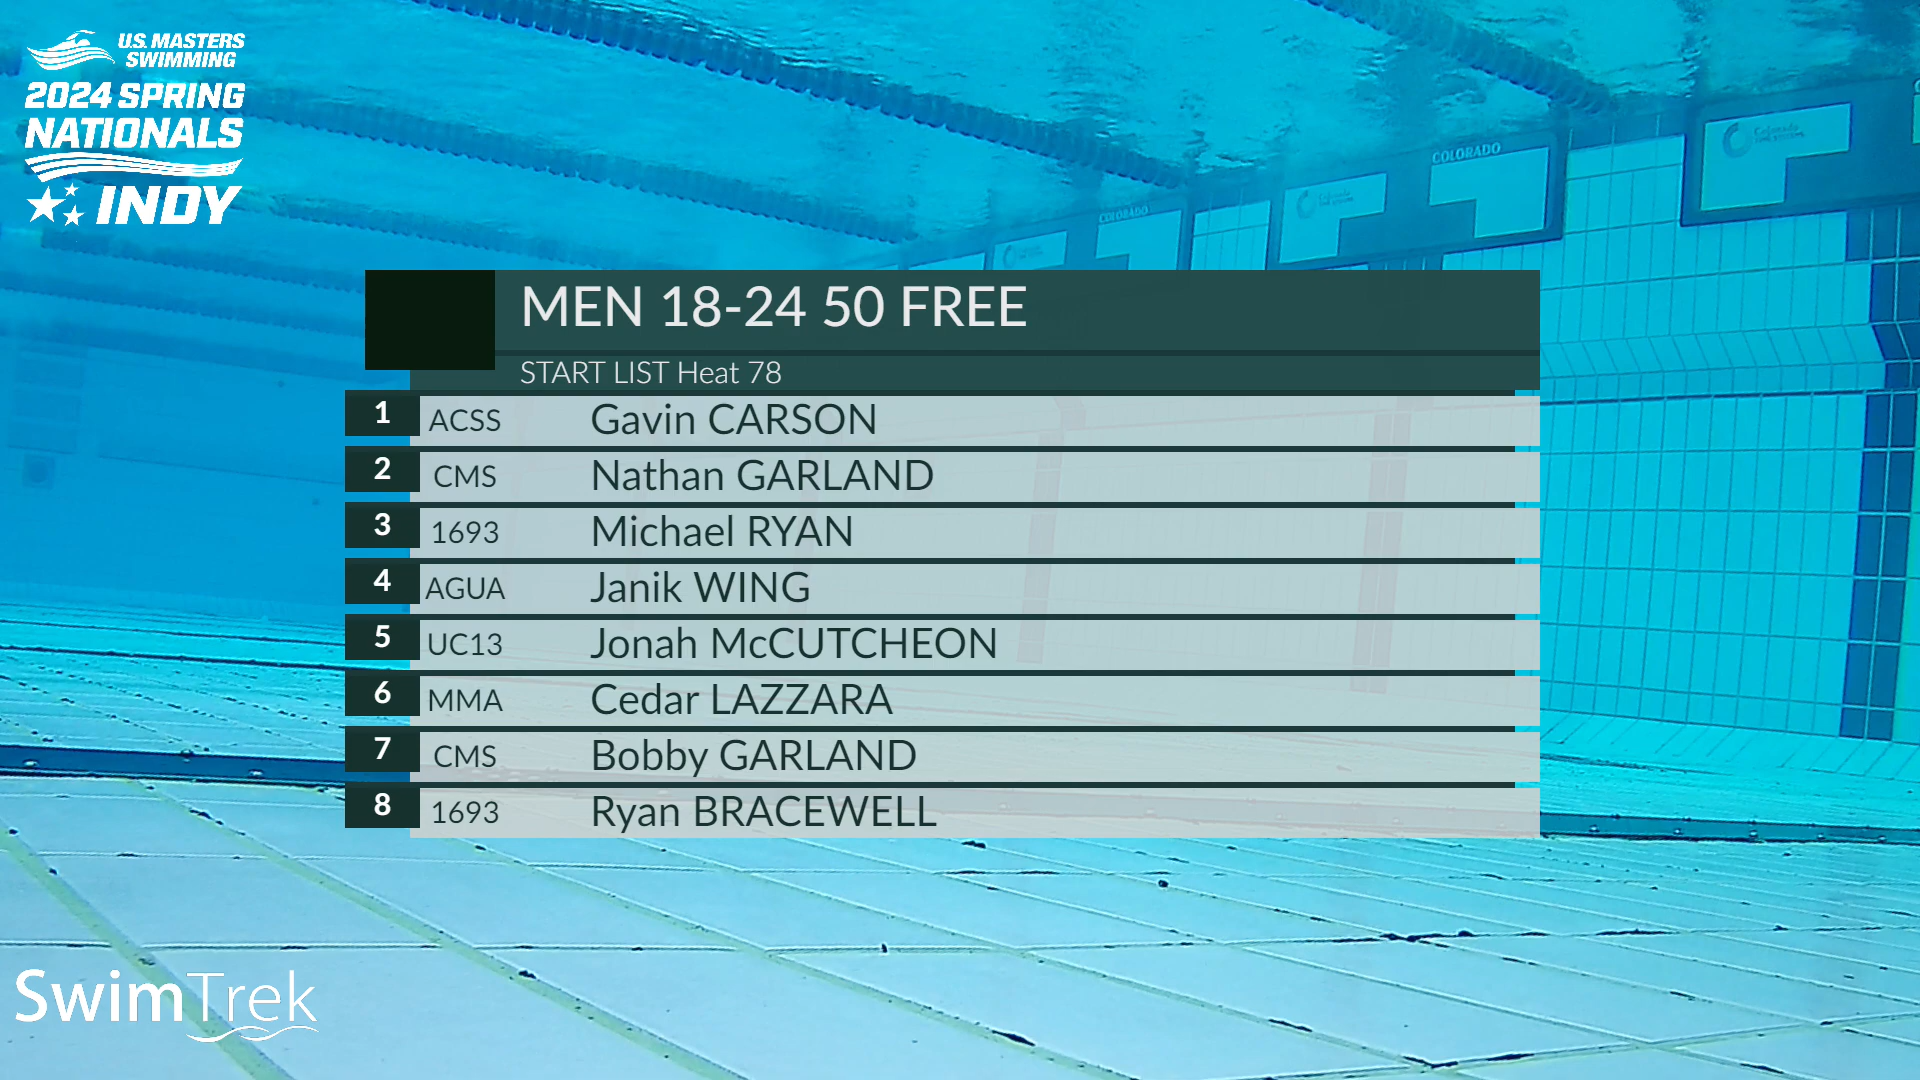 U.S. MASTERS
SWIMMING
2024 SPRING
NATIONALS
INDY
COLORADO
COLORADO
Colorado
MEN 18-24 50 FREE
START LIST Heat 78
1 ACSS Gavin CARSON
2 CMS Nathan GARLAND
3 1693 Michael RYAN
4 AGUA Janik WING
5 UC13 Jonah McCUTCHEON
6 MMA Cedar LAZZARA
7 CMS Bobby GARLAND
8 1693 Ryan BRACEWELL
SwimTrek